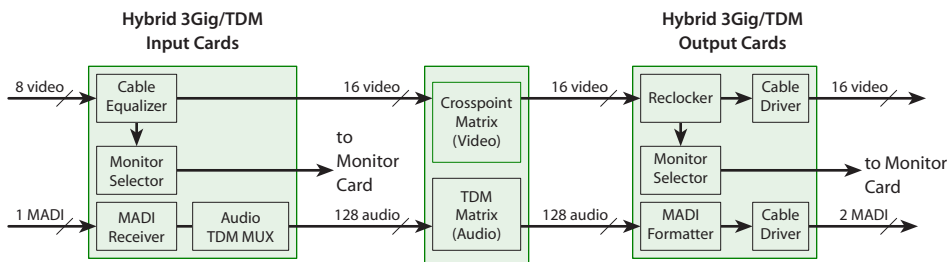 Hybrid 3Gig/TDM
Input Cards
Hybrid 3Gig/TDM
Output Cards
8 video
Cable
Equalizer
16 video
Crosspoint
Matrix
(Video)
16 video
Reclocker
Cable
Driver
16 video
Monitor
Selector
to
Monitor
Card
Monitor
Selector
to Monitor
Card
1 MADI
MADI
Receiver
Audio
TDM MUX
128 audio
TDM
Matrix
(Audio)
128 audio
MADI
Formatter
Cable
Driver
2 MADI